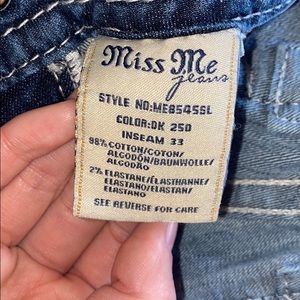 Miss Me
jeans
STYLE NO:ME8545SL
COLOR:DK 250
INSEAM 33
98% COTTON/COTON/
ALGODÓN/BAUMWOLLE/
ALGODÃO
2% ELASTANE/ÉLASTHANNE/
ELASTANO/ELASTAN/
ELASTANO
SEE REVERSE FOR CARE